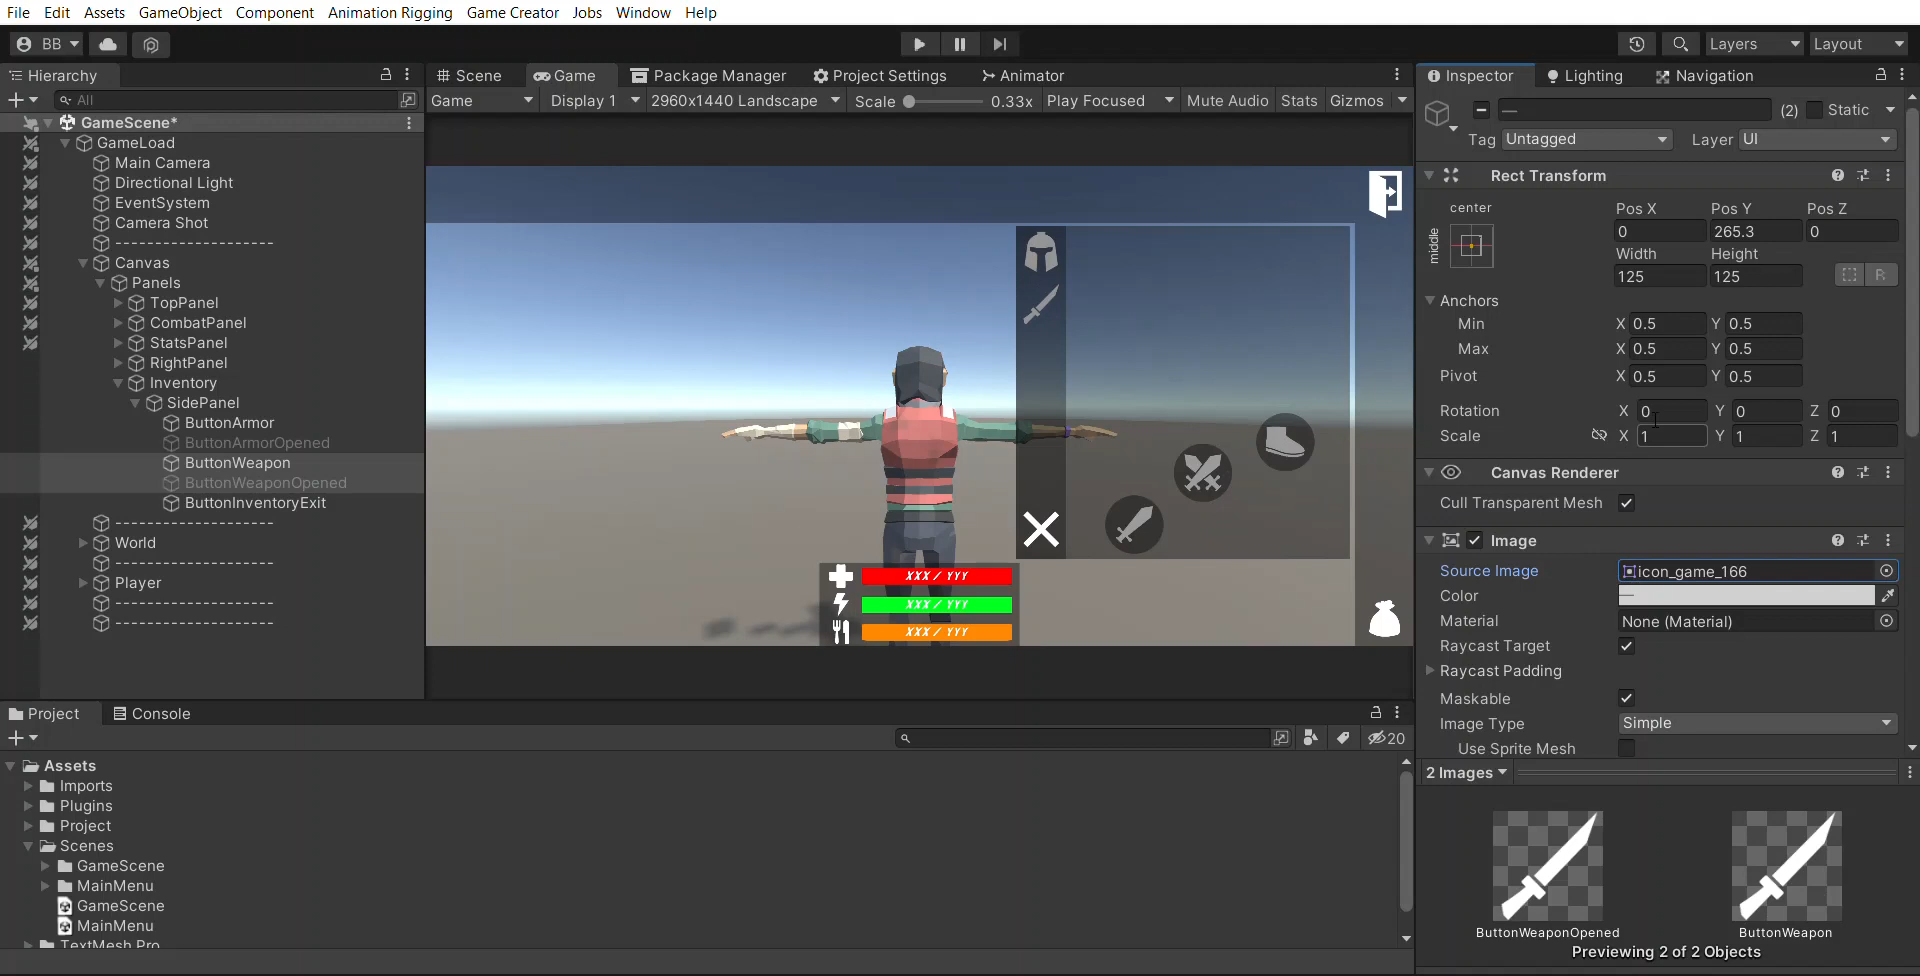 File Edit Assets GameObject Component Animation Rigging Game Creator Jobs Window Help
BB Layers Layout
Hierarchy
All
GameScene*
GameLoad
Main Camera
Directional Light
EventSystem
Camera Shot
---------------------
Canvas
Panels
TopPanel
CombatPanel
StatsPanel
RightPanel
Inventory
SidePanel
ButtonArmor
ButtonArmorOpened
ButtonWeapon
ButtonWeaponOpened
ButtonInventoryExit
---------------------
World
---------------------
Player
---------------------
---------------------
Scene Game Package Manager Project Settings Animator
Game Display 1 2960x1440 Landscape Scale 0.33x Play Focused Mute Audio Stats Gizmos
XXX / YYY
XXX / YYY
XXX / YYY
Inspector Lighting Navigation
— (2) Static
Tag Untagged Layer UI
Rect Transform
center
middle
Pos X Pos Y Pos Z
0 265.3 0
Width Height
125 125 R
Anchors
Min X 0.5 Y 0.5
Max X 0.5 Y 0.5
Pivot X 0.5 Y 0.5
Rotation X 0 Y 0 Z 0
Scale X 1 Y 1 Z 1
Canvas Renderer
Cull Transparent Mesh
Image
Source Image icon_game_166
Color —
Material None (Material)
Raycast Target
Raycast Padding
Maskable
Image Type Simple
Use Sprite Mesh
2 Images
ButtonWeaponOpened ButtonWeapon
Previewing 2 of 2 Objects
Project Console
20
Assets
Imports
Plugins
Project
Scenes
GameScene
MainMenu
GameScene
MainMenu
TextMesh Pro